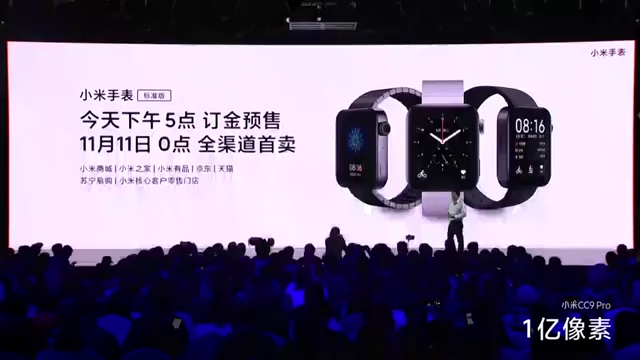 小米手表
小米手表 标准版
今天下午5点 订金预售
11月11日 0点 全渠道首卖
小米商城 | 小米之家 | 小米有品 | 京东 | 天猫
苏宁易购 | 小米核心客户零售门店
08:16
08:16
小米CC9 Pro
1亿像素